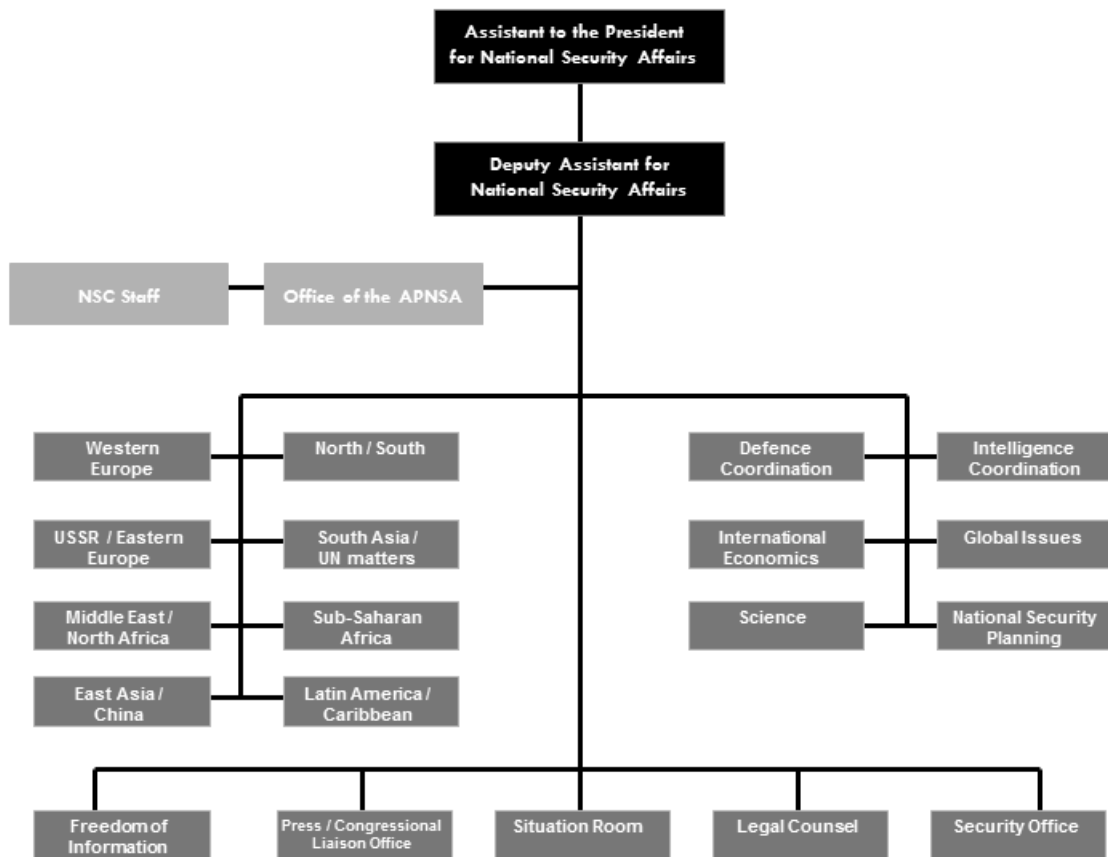 Assistant to the President
for National Security Affairs
Deputy Assistant for
National Security Affairs
NSC Staff
Office of the APNSA
Western
Europe
North / South
Defence
Coordination
Intelligence
Coordination
USSR / Eastern
Europe
South Asia /
UN matters
International
Economics
Global Issues
Middle East /
North Africa
Sub-Saharan
Africa
Science
National Security
Planning
East Asia /
China
Latin America /
Caribbean
Freedom of
Information
Press / Congressional
Liaison Office
Situation Room
Legal Counsel
Security Office